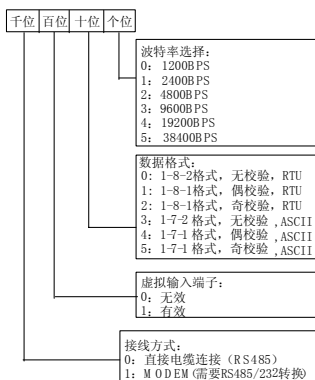 千位 百位 十位 个位
波特率选择:
0: 1200BPS
1: 2400BPS
2: 4800BPS
3: 9600BPS
4: 19200BPS
5: 38400BPS
数据格式:
0: 1-8-2格式, 无校验, RTU
1: 1-8-1格式, 偶校验, RTU
2: 1-8-1格式, 奇校验, RTU
3: 1-7-2 格式, 无校验 ,ASCII
4: 1-7-1 格式, 偶校验 ,ASCII
5: 1-7-1 格式, 奇校验 ,ASCII
虚拟输入端子:
0: 无效
1: 有效
接线方式:
0: 直接电缆连接 (RS485)
1: MODEM(需要RS485/232转换)